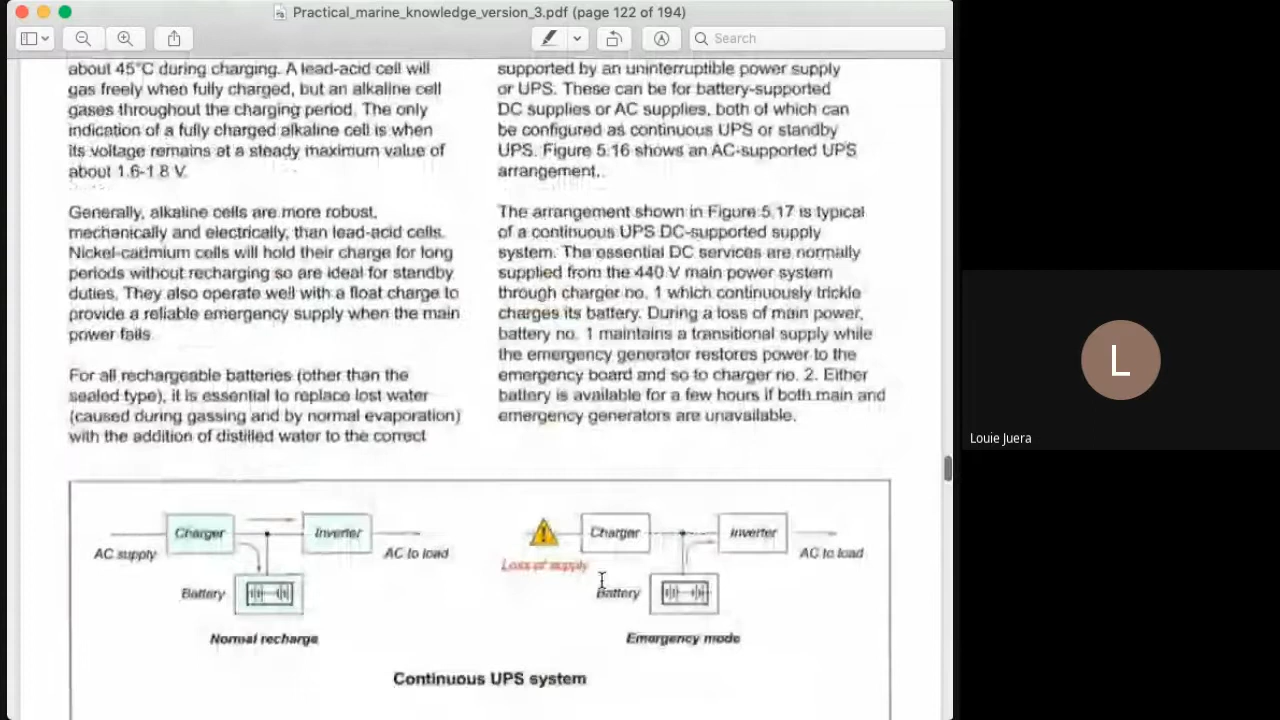 Practical_marine_knowledge_version_3.pdf (page 122 of 194)
Search
about 45°C during charging. A lead-acid cell will
gas freely when fully charged, but an alkaline cell
gases throughout the charging period. The only
indication of a fully charged alkaline cell is when
its voltage remains at a steady maximum value of
about 1.6-1.8 V.
Generally, alkaline cells are more robust,
mechanically and electrically, than lead-acid cells.
Nickel-cadmium cells will hold their charge for long
periods without recharging so are ideal for standby
duties. They also operate well with a float charge to
provide a reliable emergency supply when the main
power fails.
For all rechargeable batteries (other than the
sealed type), it is essential to replace lost water
(caused during gassing and by normal evaporation)
with the addition of distilled water to the correct
supported by an uninterruptible power supply
or UPS. These can be for battery-supported
DC supplies or AC supplies, both of which can
be configured as continuous UPS or standby
UPS. Figure 5.16 shows an AC-supported UPS
arrangement.
The arrangement shown in Figure 5.17 is typical
of a continuous UPS DC-supported supply
system. The essential DC services are normally
supplied from the 440 V main power system
through charger no. 1 which continuously trickle
charges its battery. During a loss of main power,
battery no. 1 maintains a transitional supply while
the emergency generator restores power to the
emergency board and so to charger no. 2. Either
battery is available for a few hours if both main and
emergency generators are unavailable.
Charger
Inverter
AC supply
AC to load
Battery
Normal recharge
Charger
Inverter
Loss of supply
AC to load
Battery
Emergency mode
Continuous UPS system
L
Louie Juera